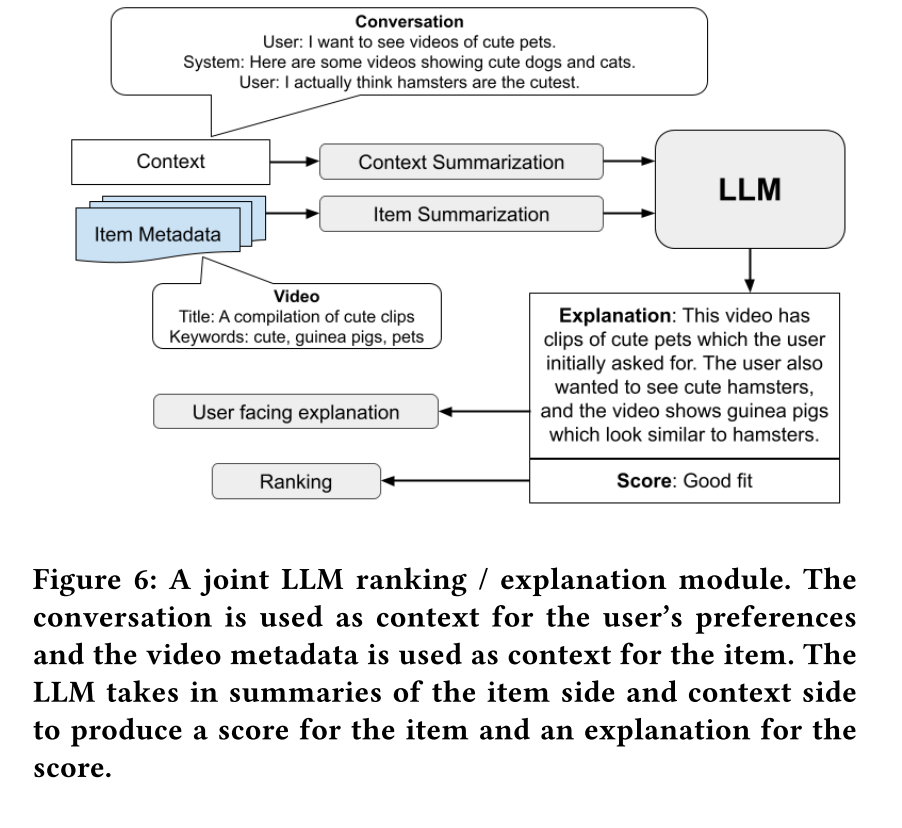 Conversation
User: I want to see videos of cute pets.
System: Here are some videos showing cute dogs and cats.
User: I actually think hamsters are the cutest.
Context
Context Summarization
LLM
Item Metadata
Item Summarization
Video
Title: A compilation of cute clips
Keywords: cute, guinea pigs, pets
Explanation: This video has
clips of cute pets which the user
initially asked for. The user also
wanted to see cute hamsters,
and the video shows guinea pigs
which look similar to hamsters.
User facing explanation
Score: Good fit
Ranking
Figure 6: A joint LLM ranking / explanation module. The
conversation is used as context for the user's preferences
and the video metadata is used as context for the item. The
LLM takes in summaries of the item side and context side
to produce a score for the item and an explanation for the
score.